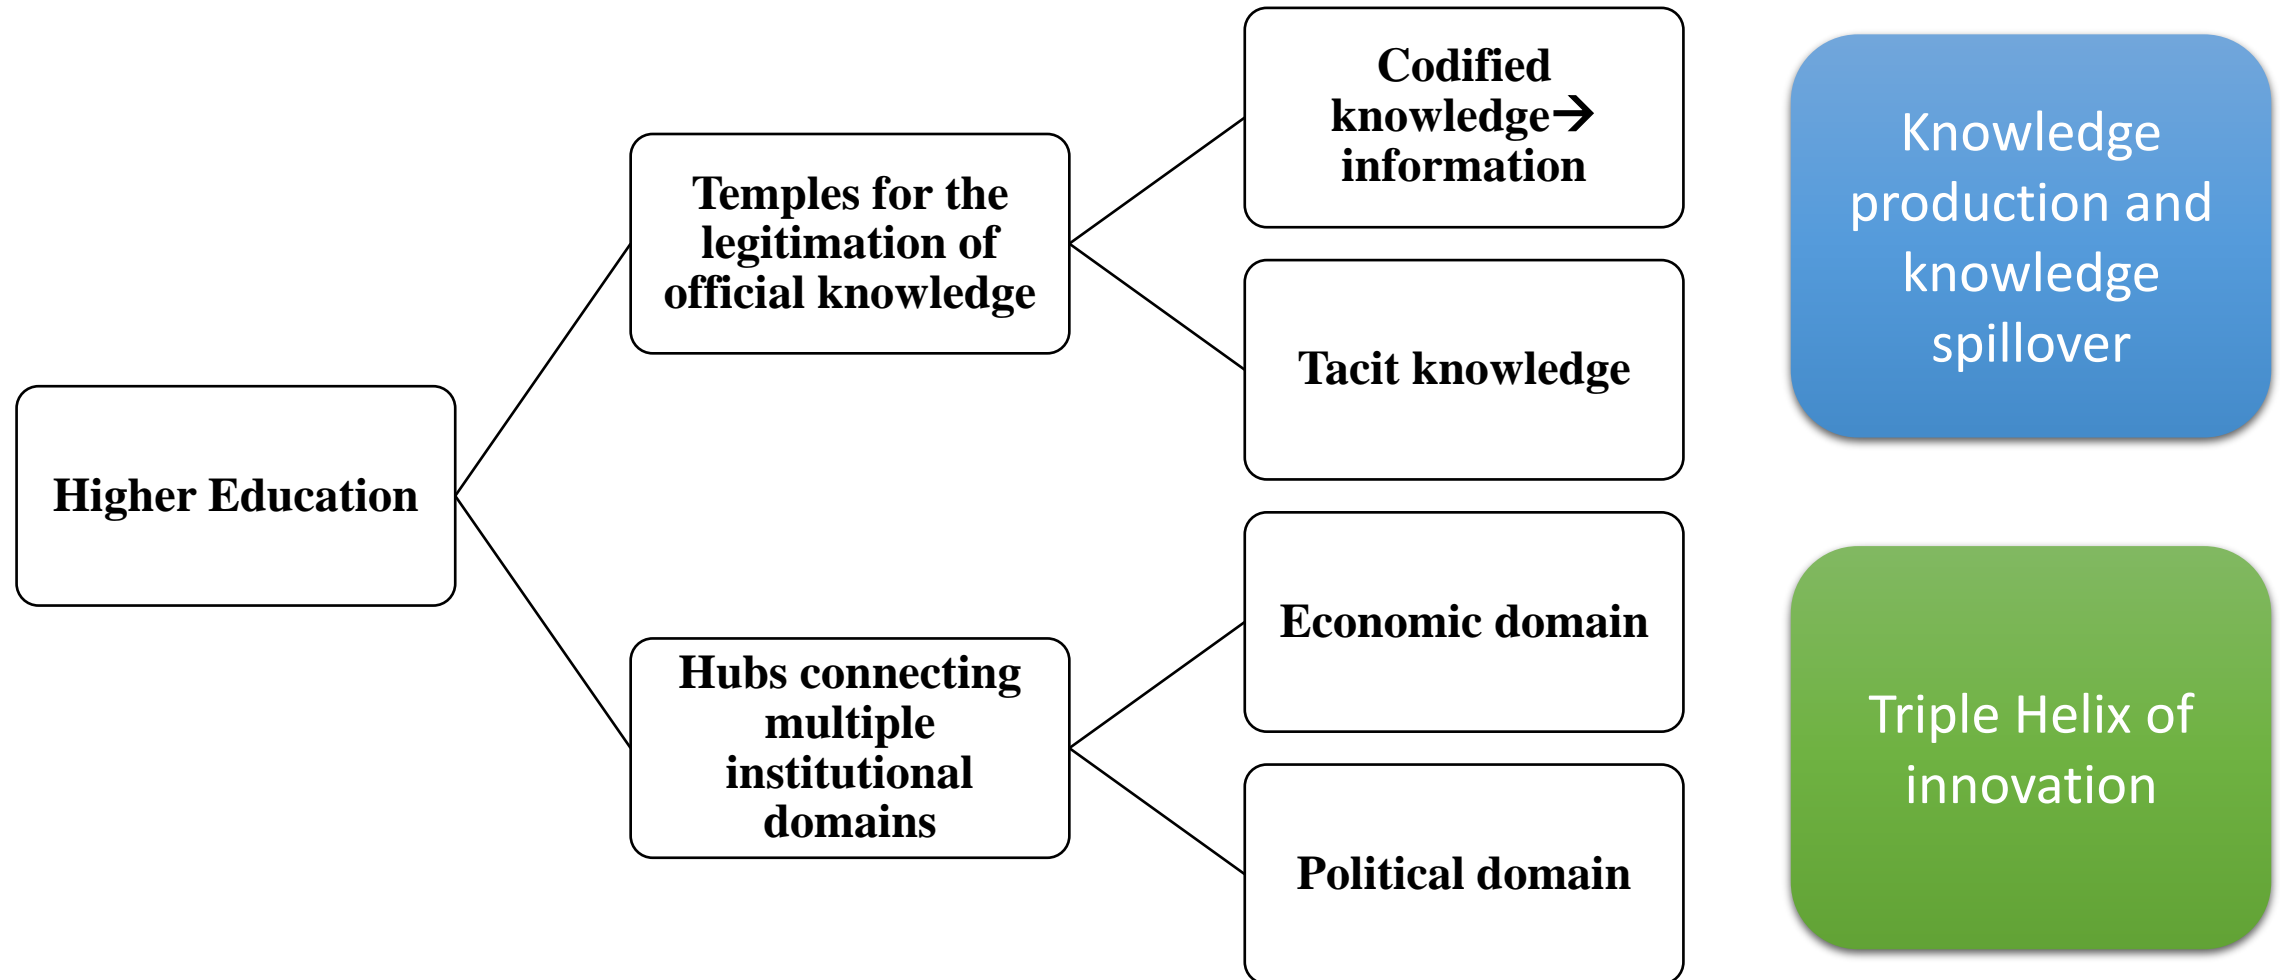 Higher Education
Temples for the
legitimation of
official knowledge
Hubs connecting
multiple
institutional
domains
Codified
knowledge→
information
Tacit knowledge
Economic domain
Political domain
Knowledge
production and
knowledge
spillover
Triple Helix of
innovation